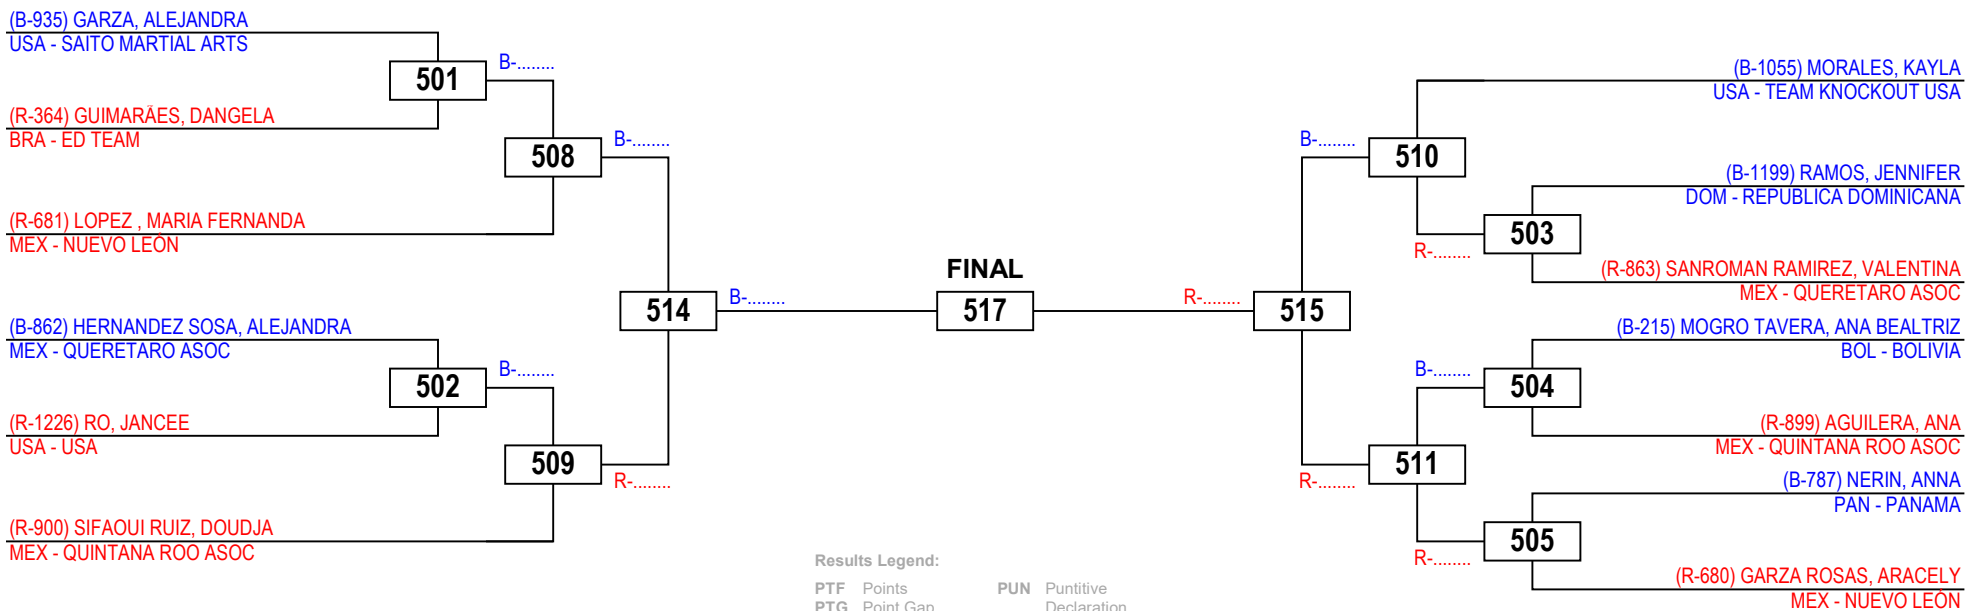 (B-935) GARZA, ALEJANDRA
USA - SAITO MARTIAL ARTS
501
B-........
(R-364) GUIMARÃES, DANGELA
BRA - ED TEAM
508
B-........
(R-681) LOPEZ , MARIA FERNANDA
MEX - NUEVO LEÓN
514
B-........
(B-862) HERNANDEZ SOSA, ALEJANDRA
MEX - QUERETARO ASOC
502
B-........
(R-1226) RO, JANCEE
USA - USA
509
R-........
(R-900) SIFAOUI RUIZ, DOUDJA
MEX - QUINTANA ROO ASOC
FINAL
517
(B-1055) MORALES, KAYLA
USA - TEAM KNOCKOUT USA
B-........
510
(B-1199) RAMOS, JENNIFER
DOM - REPUBLICA DOMINICANA
503
R-........
(R-863) SANROMAN RAMIREZ, VALENTINA
MEX - QUERETARO ASOC
R-........
515
(B-215) MOGRO TAVERA, ANA BEALTRIZ
BOL - BOLIVIA
B-........
504
(R-899) AGUILERA, ANA
MEX - QUINTANA ROO ASOC
511
R-........
(B-787) NERIN, ANNA
PAN - PANAMA
505
R-........
(R-680) GARZA ROSAS, ARACELY
MEX - NUEVO LEÓN
Results Legend:
PTF Points PUN Puntitive
PTG Point Gap Declaration